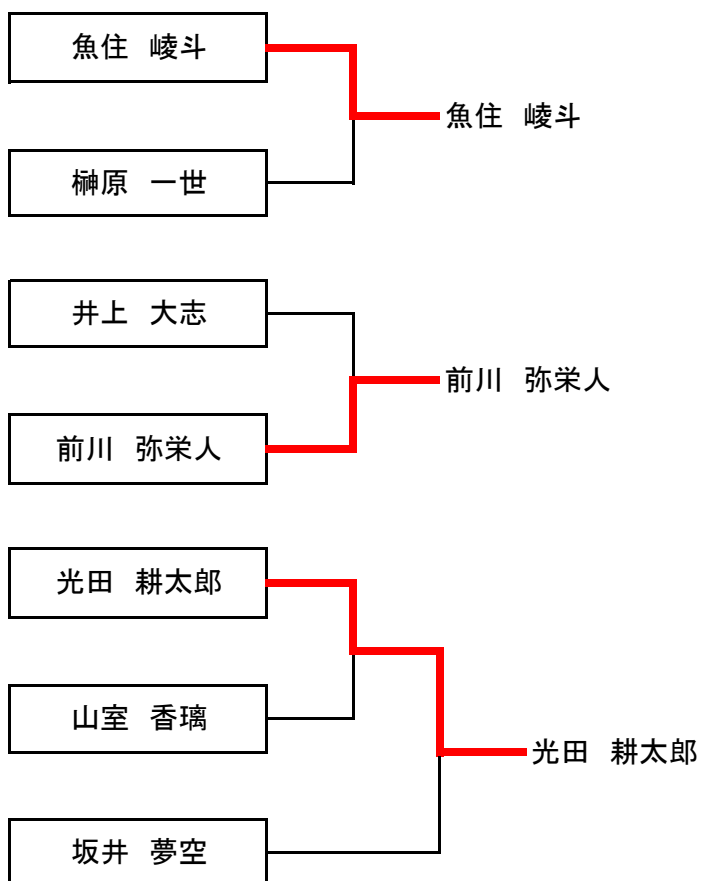 魚住　崚斗
魚住　崚斗
榊原　一世
井上　大志
前川　弥栄人
前川　弥栄人
光田　耕太郎
山室　香璃
光田　耕太郎
坂井　夢空